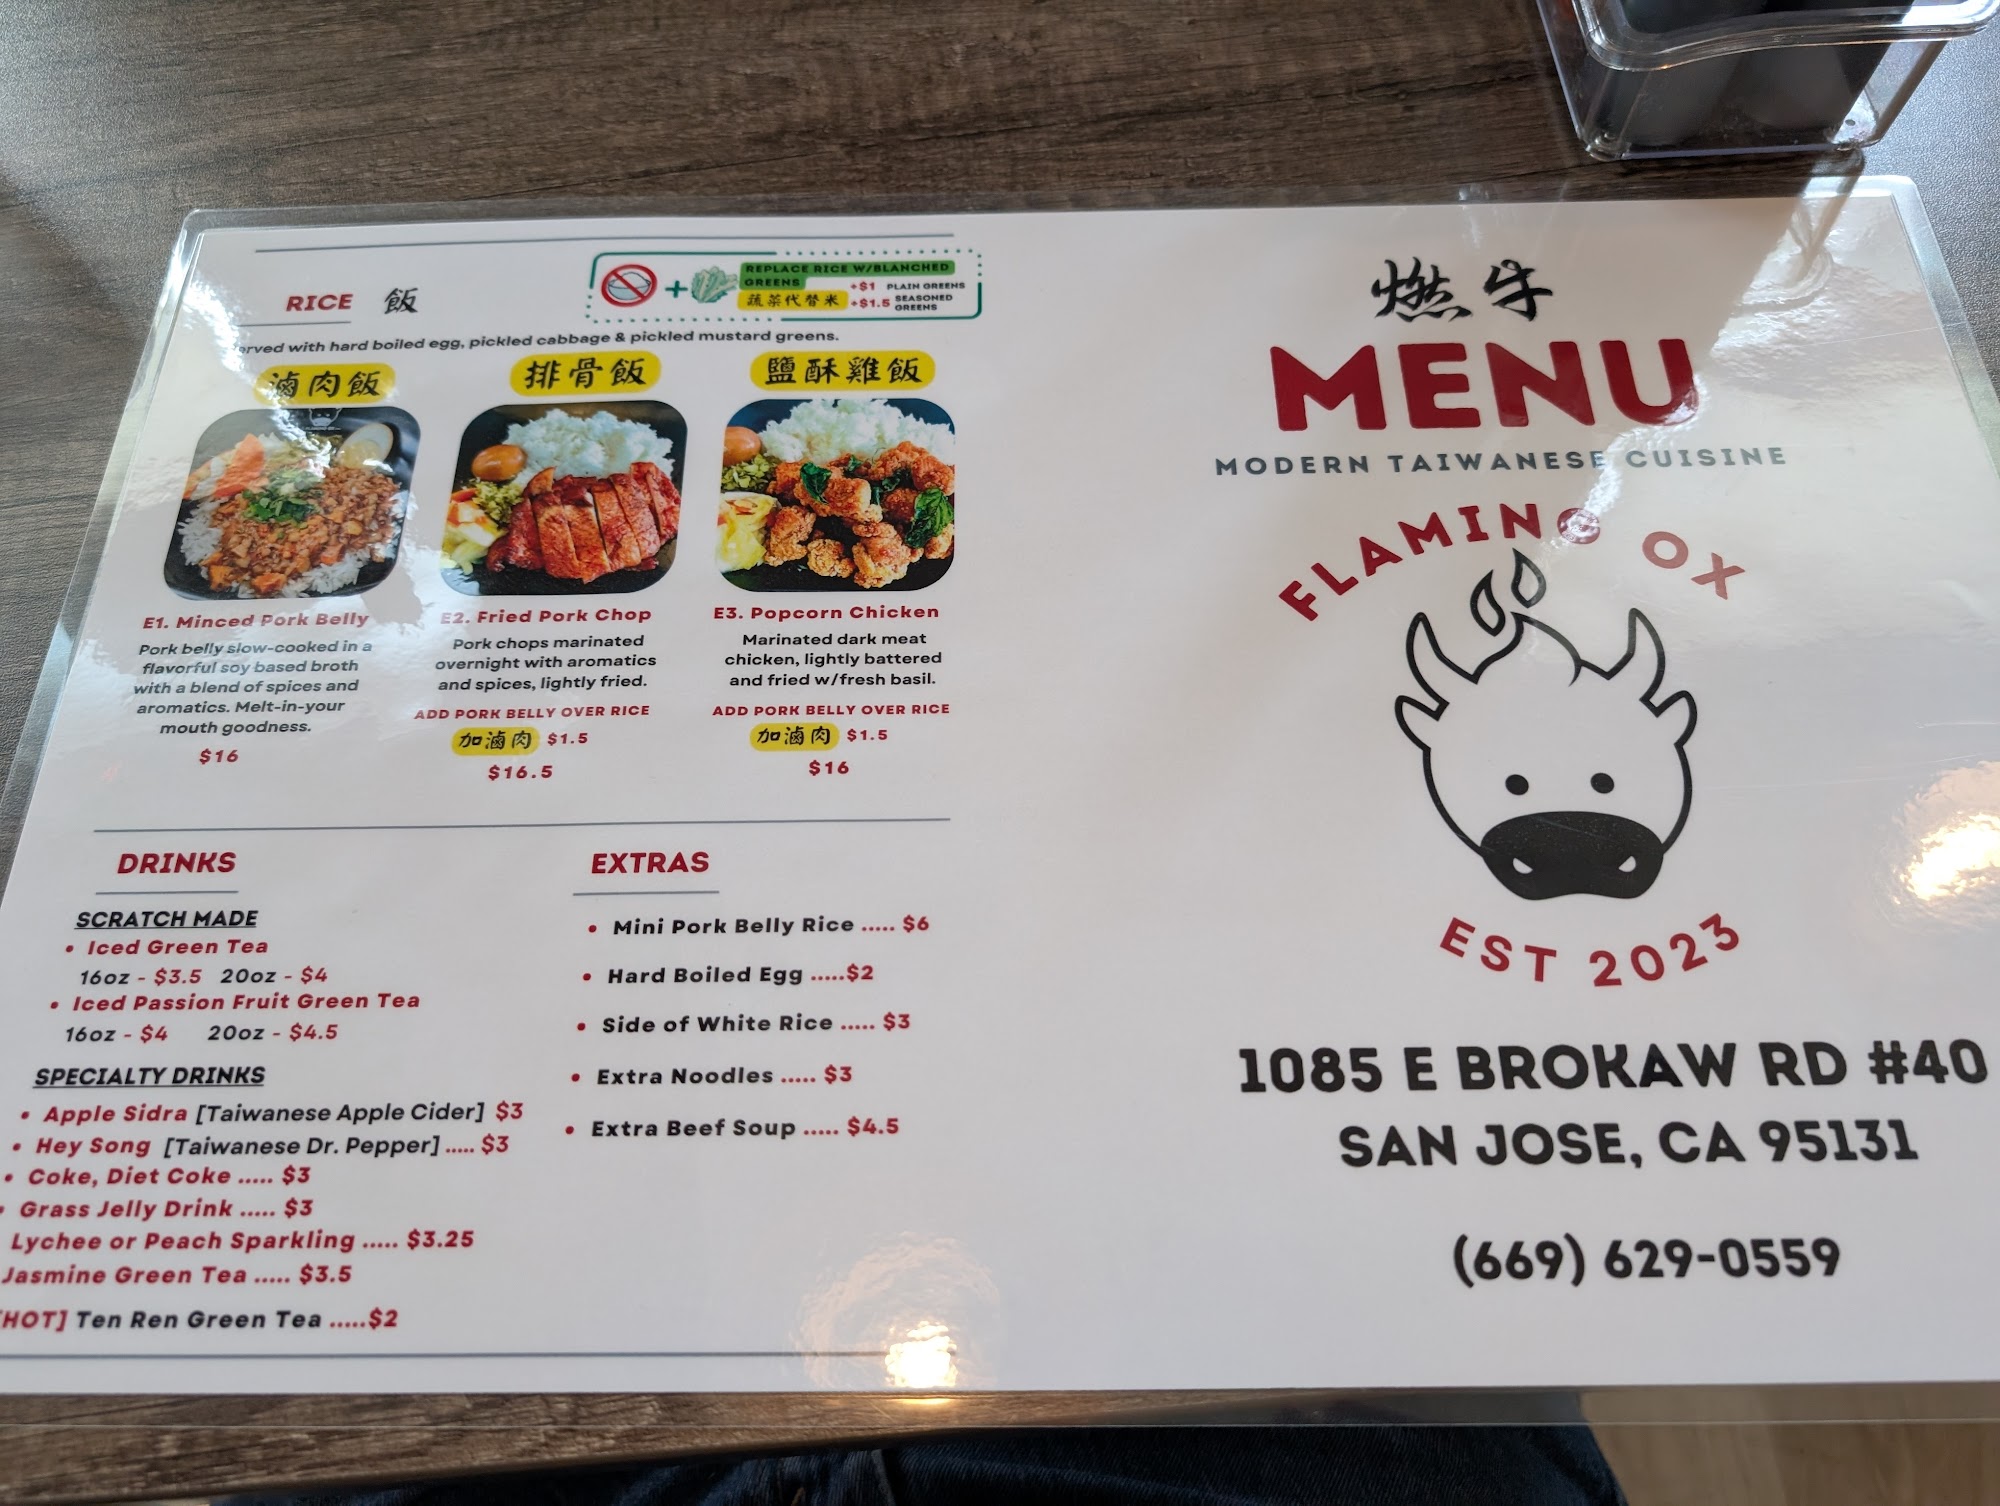 RICE 飯
REPLACE RICE W/BLANCHED
GREENS
+$1 PLAIN GREENS
蔬菜代替米 +$1.5 SEASONED
GREENS
served with hard boiled egg, pickled cabbage & pickled mustard greens.
滷肉飯
E1. Minced Pork Belly
Pork belly slow-cooked in a
flavorful soy based broth
with a blend of spices and
aromatics. Melt-in-your
mouth goodness.
$16
排骨飯
E2. Fried Pork Chop
Pork chops marinated
overnight with aromatics
and spices, lightly fried.
ADD PORK BELLY OVER RICE
加滷肉 $1.5
$16.5
鹽酥雞飯
E3. Popcorn Chicken
Marinated dark meat
chicken, lightly battered
and fried w/fresh basil.
ADD PORK BELLY OVER RICE
加滷肉 $1.5
$16
DRINKS
SCRATCH MADE
• Iced Green Tea
16oz - $3.5 20oz - $4
• Iced Passion Fruit Green Tea
16oz - $4 20oz - $4.5
SPECIALTY DRINKS
• Apple Sidra [Taiwanese Apple Cider] $3
• Hey Song [Taiwanese Dr. Pepper] ..... $3
• Coke, Diet Coke ..... $3
• Grass Jelly Drink ..... $3
Lychee or Peach Sparkling ..... $3.25
Jasmine Green Tea ..... $3.5
[HOT] Ten Ren Green Tea .....$2
EXTRAS
• Mini Pork Belly Rice ..... $6
• Hard Boiled Egg .....$2
• Side of White Rice ..... $3
• Extra Noodles ..... $3
• Extra Beef Soup ..... $4.5
燃牛
MENU
MODERN TAIWANESE CUISINE
FLAMING OX
EST 2023
1085 E BROKAW RD #40
SAN JOSE, CA 95131
(669) 629-0559